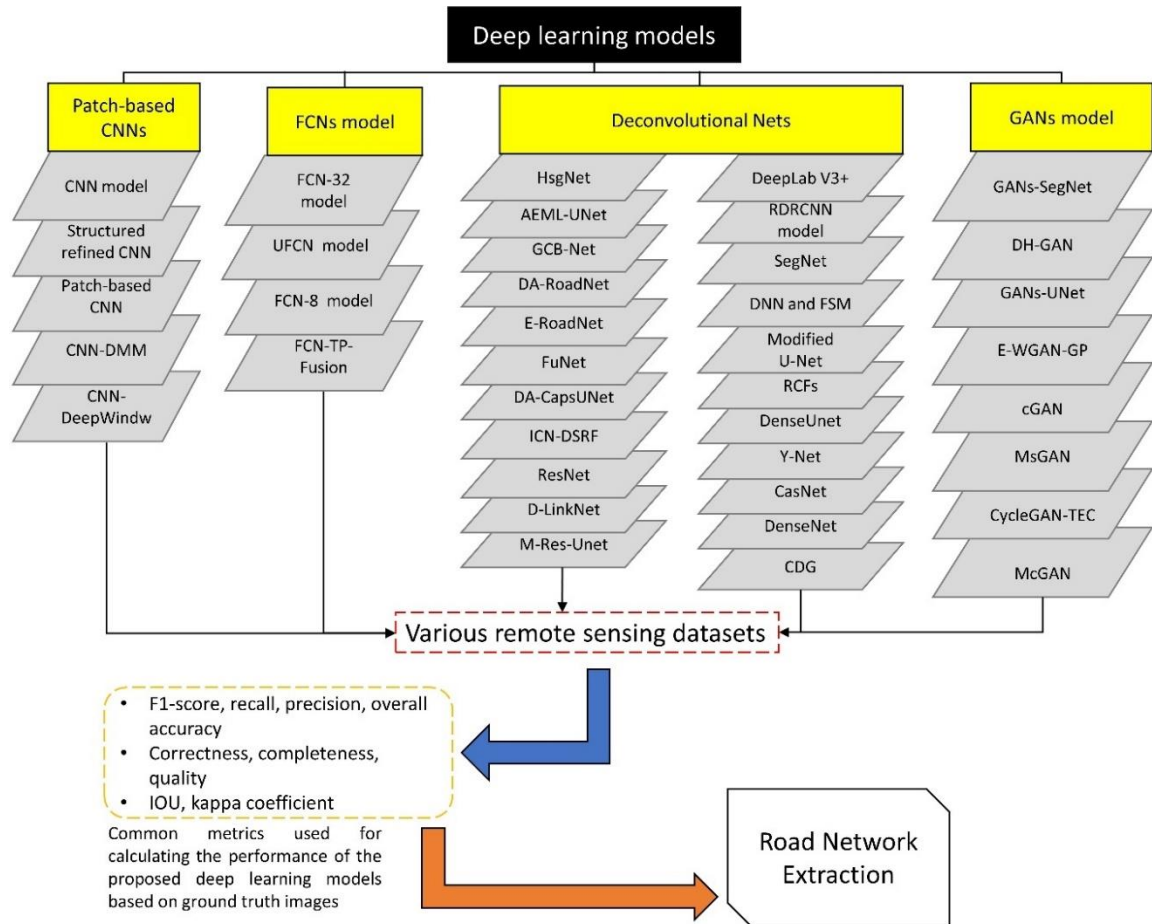 Deep learning models
Patch-based
CNNs
CNN model
Structured
refined CNN
Patch-based
CNN
CNN-DMM
CNN-
DeepWindw
FCNs model
FCN-32
model
UFCN model
FCN-8 model
FCN-TP-
Fusion
Deconvolutional Nets
HsgNet
AEML-UNet
GCB-Net
DA-RoadNet
E-RoadNet
FuNet
DA-CapsUNet
ICN-DSRF
ResNet
D-LinkNet
M-Res-Unet
DeepLab V3+
RDRCNN
model
SegNet
DNN and FSM
Modified
U-Net
RCFs
DenseUnet
Y-Net
CasNet
DenseNet
CDG
GANs model
GANs-SegNet
DH-GAN
GANs-UNet
E-WGAN-GP
cGAN
MsGAN
CycleGAN-TEC
McGAN
Various remote sensing datasets
• F1-score, recall, precision, overall
accuracy
• Correctness, completeness,
quality
• IOU, kappa coefficient
Common metrics used for
calculating the performance of the
proposed deep learning models
based on ground truth images
Road Network
Extraction